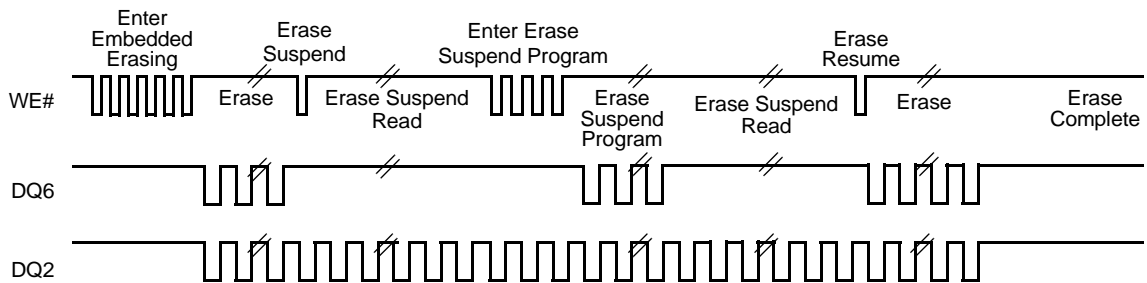 Enter
Embedded
Erasing
Erase
Suspend
Enter Erase
Suspend Program
Erase
Resume
WE#
Erase
Erase Suspend
Read
Erase
Suspend
Program
Erase Suspend
Read
Erase
Erase
Complete
DQ6
DQ2